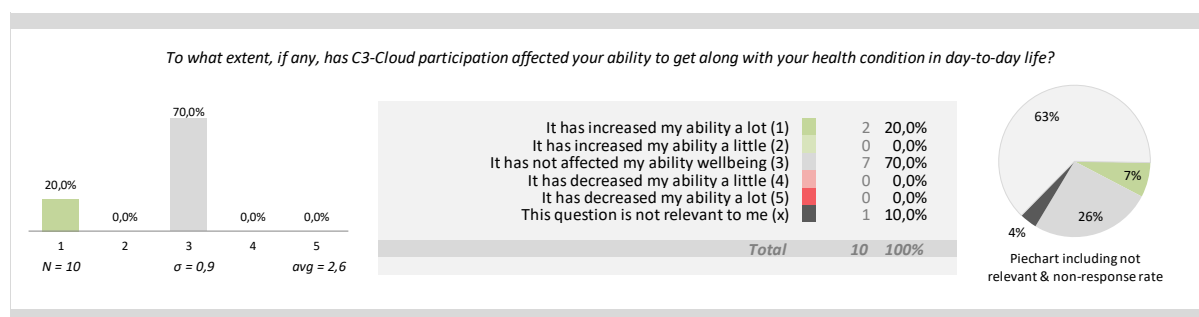 To what extent, if any, has C3-Cloud participation affected your ability to get along with your health condition in day-to-day life?
70,0%
20,0%
0,0%
0,0%
0,0%
1 2 3 4 5
N = 10 σ = 0,9 avg = 2,6
It has increased my ability a lot (1) 2 20,0%
It has increased my ability a little (2) 0 0,0%
It has not affected my ability wellbeing (3) 7 70,0%
It has decreased my ability a little (4) 0 0,0%
It has decreased my ability a lot (5) 0 0,0%
This question is not relevant to me (x) 1 10,0%
Total 10 100%
63%
7%
26%
4%
Piechart including not
relevant & non-response rate